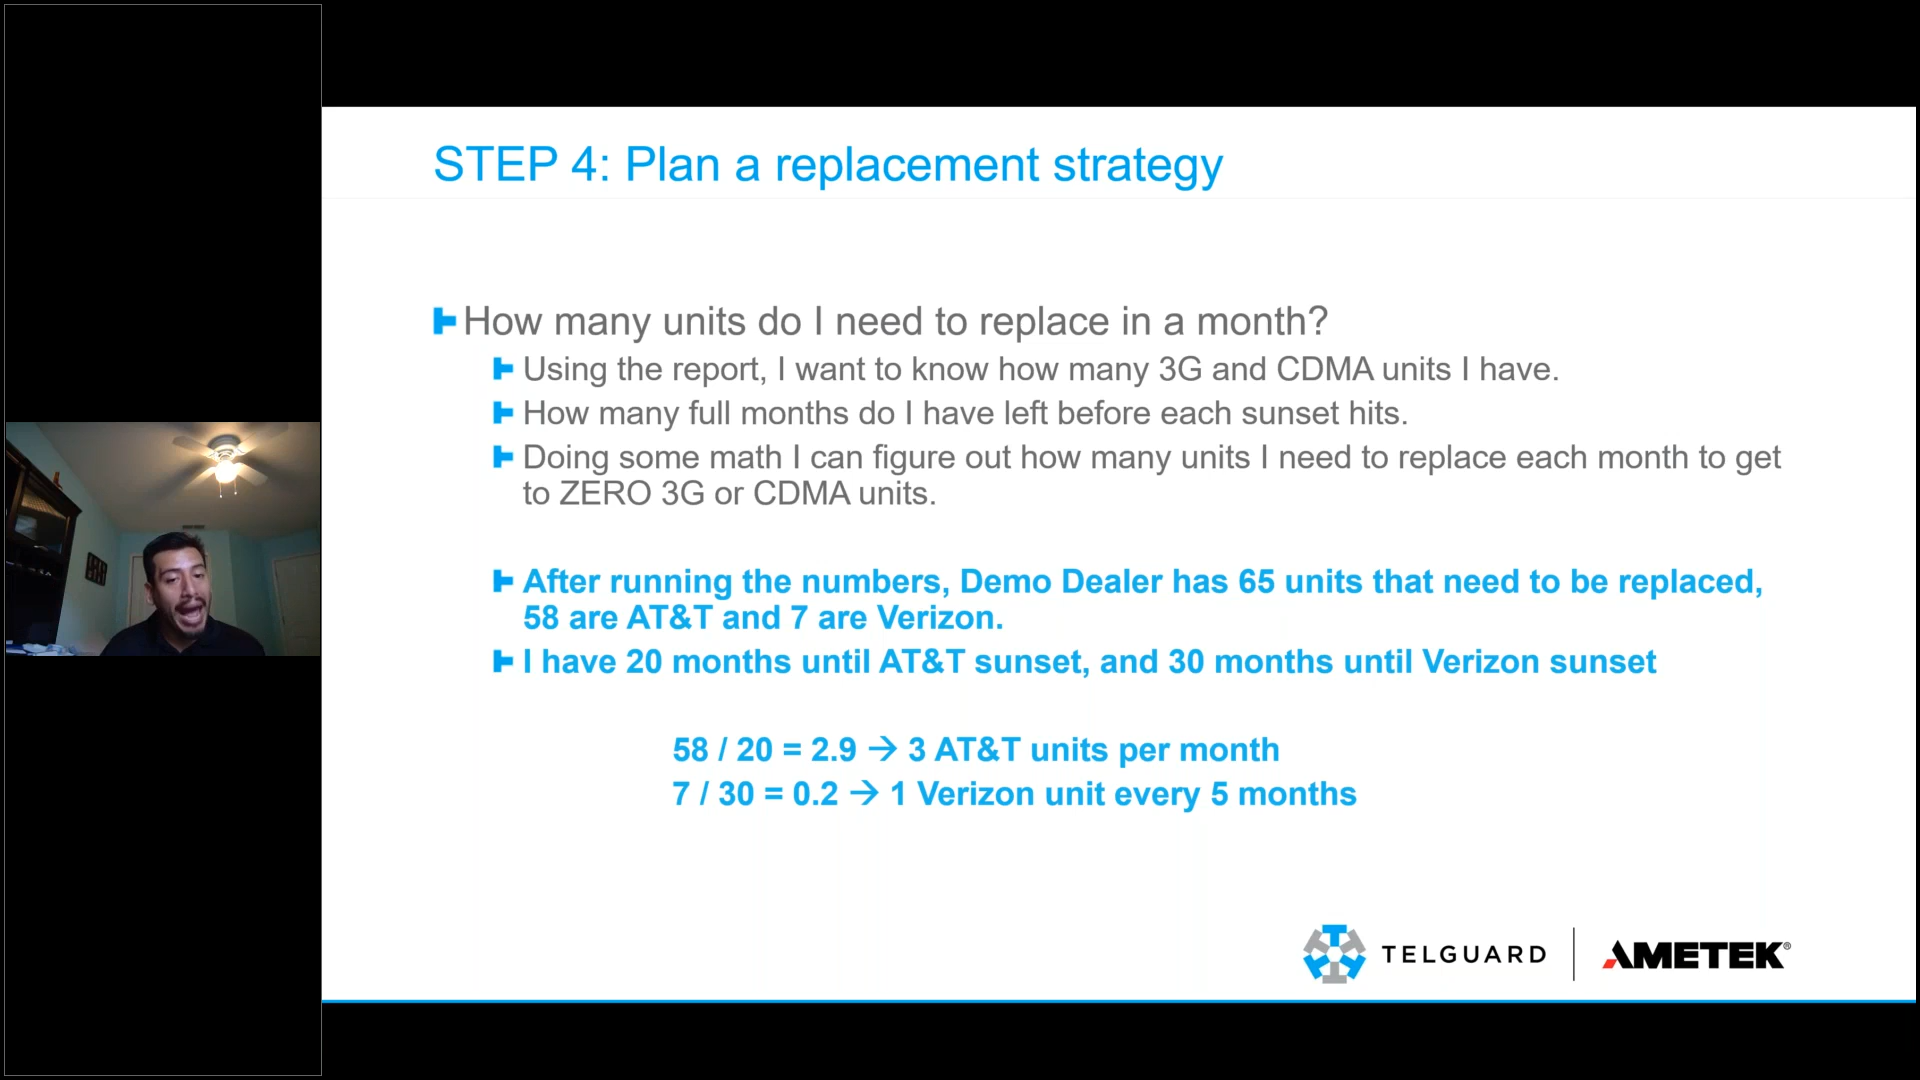 STEP 4: Plan a replacement strategy
How many units do I need to replace in a month?
Using the report, I want to know how many 3G and CDMA units I have.
How many full months do I have left before each sunset hits.
Doing some math I can figure out how many units I need to replace each month to get
to ZERO 3G or CDMA units.
After running the numbers, Demo Dealer has 65 units that need to be replaced,
58 are AT&T and 7 are Verizon.
I have 20 months until AT&T sunset, and 30 months until Verizon sunset
58 / 20 = 2.9 → 3 AT&T units per month
7 / 30 = 0.2 → 1 Verizon unit every 5 months
TELGUARD AMETEK®